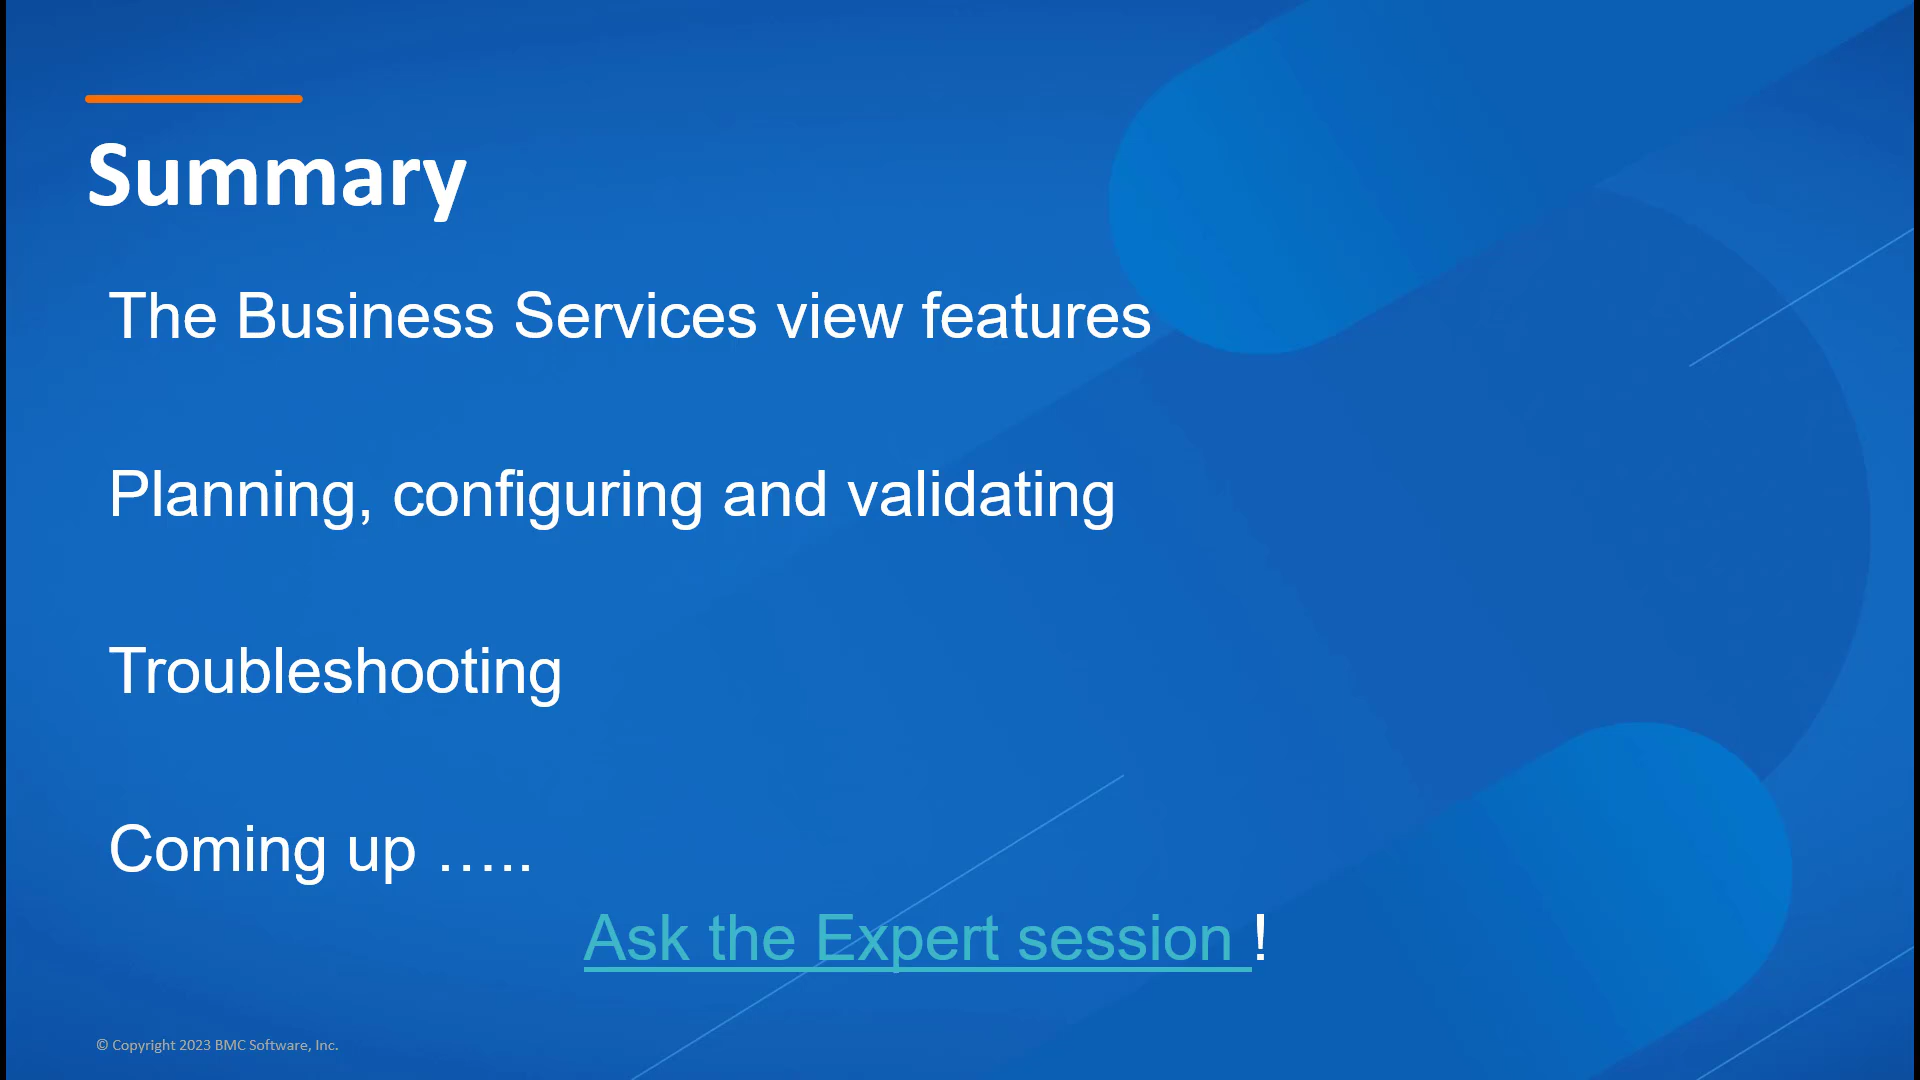 Summary
The Business Services view features
Planning, configuring and validating
Troubleshooting
Coming up …..
Ask the Expert session !
© Copyright 2023 BMC Software, Inc.